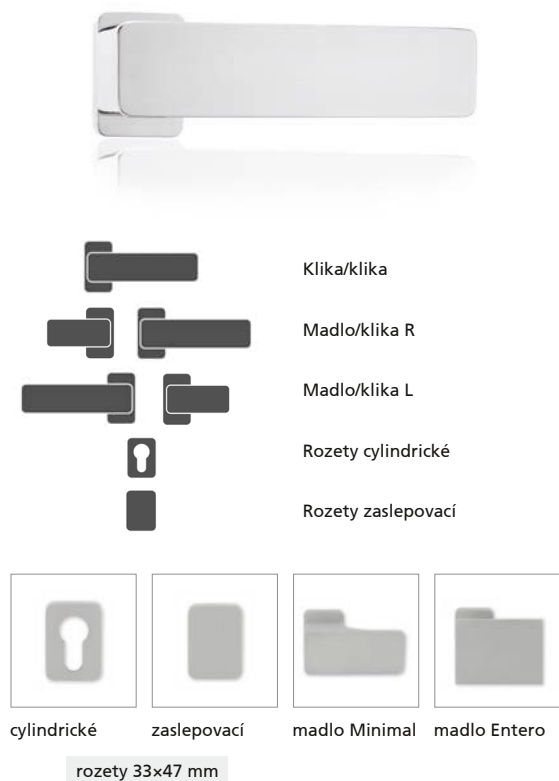 Klika/klika
Madlo/klika R
Madlo/klika L
Rozety cylindrické
Rozety zaslepovací
cylindrické
zaslepovací
madlo Minimal
madlo Entero
rozety 33×47 mm